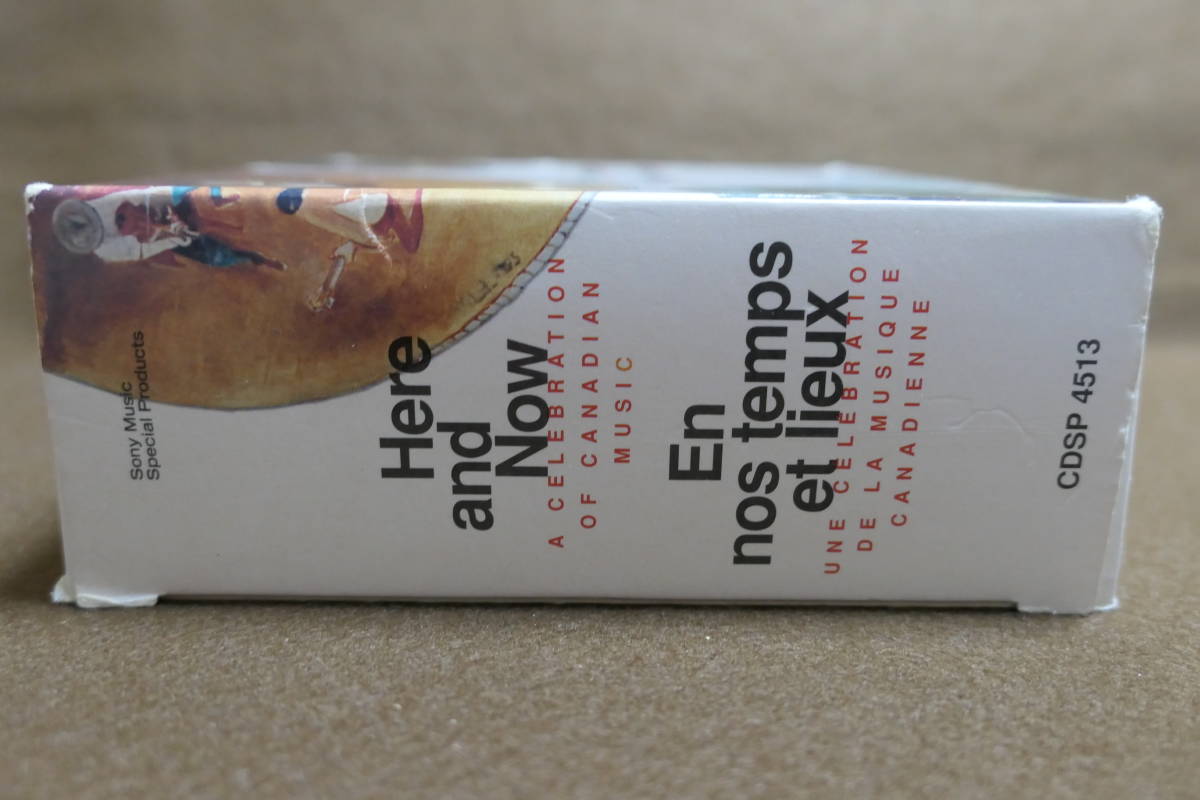 Sony Music
Special Products
Here
and
Now
A CELEBRATION
OF CANADIAN
MUSIC
En
nos temps
et lieux
UNE CÉLÉBRATION
DE LA MUSIQUE
CANADIENNE
CDSP 4513